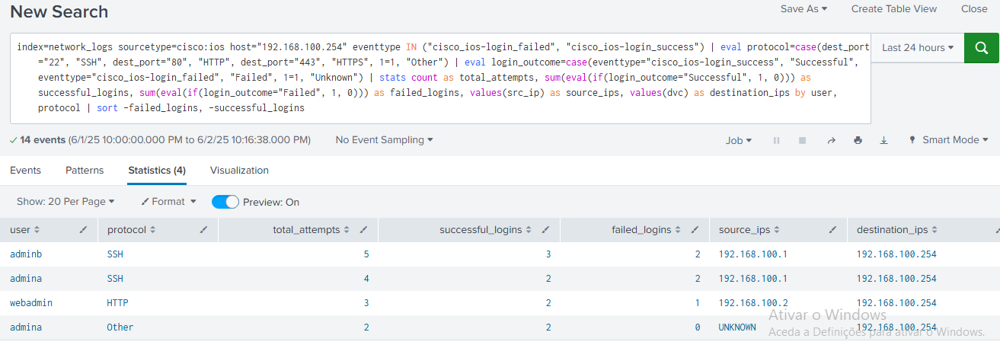 New Search
Save As
Create Table View
Close
index=network_logs sourcetype=cisco:ios host="192.168.100.254" eventtype IN ("cisco_ios-login_failed", "cisco_ios-login_success") | eval protocol=case(dest_port
="22", "SSH", dest_port="80", "HTTP", dest_port="443", "HTTPS", 1=1, "Other") | eval login_outcome=case(eventtype="cisco_ios-login_success", "Successful",
eventtype="cisco_ios-login_failed", "Failed", 1=1, "Unknown") | stats count as total_attempts, sum(eval(if(login_outcome="Successful", 1, 0))) as
successful_logins, sum(eval(if(login_outcome="Failed", 1, 0))) as failed_logins, values(src_ip) as source_ips, values(dvc) as destination_ips by user,
protocol | sort -failed_logins, -successful_logins
Last 24 hours
14 events (6/1/25 10:00:00.000 PM to 6/2/25 10:16:38.000 PM)
No Event Sampling
Job
Smart Mode
Events
Patterns
Statistics (4)
Visualization
Show: 20 Per Page
Format
Preview: On
user protocol total_attempts successful_logins failed_logins source_ips destination_ips
adminb SSH 5 3 2 192.168.100.1 192.168.100.254
admina SSH 4 2 2 192.168.100.1 192.168.100.254
webadmin HTTP 3 2 1 192.168.100.2 192.168.100.254
admina Other 2 2 0 UNKNOWN 192.168.100.254
Ativar o Windows
Aceda a Definições para ativar o Windows.